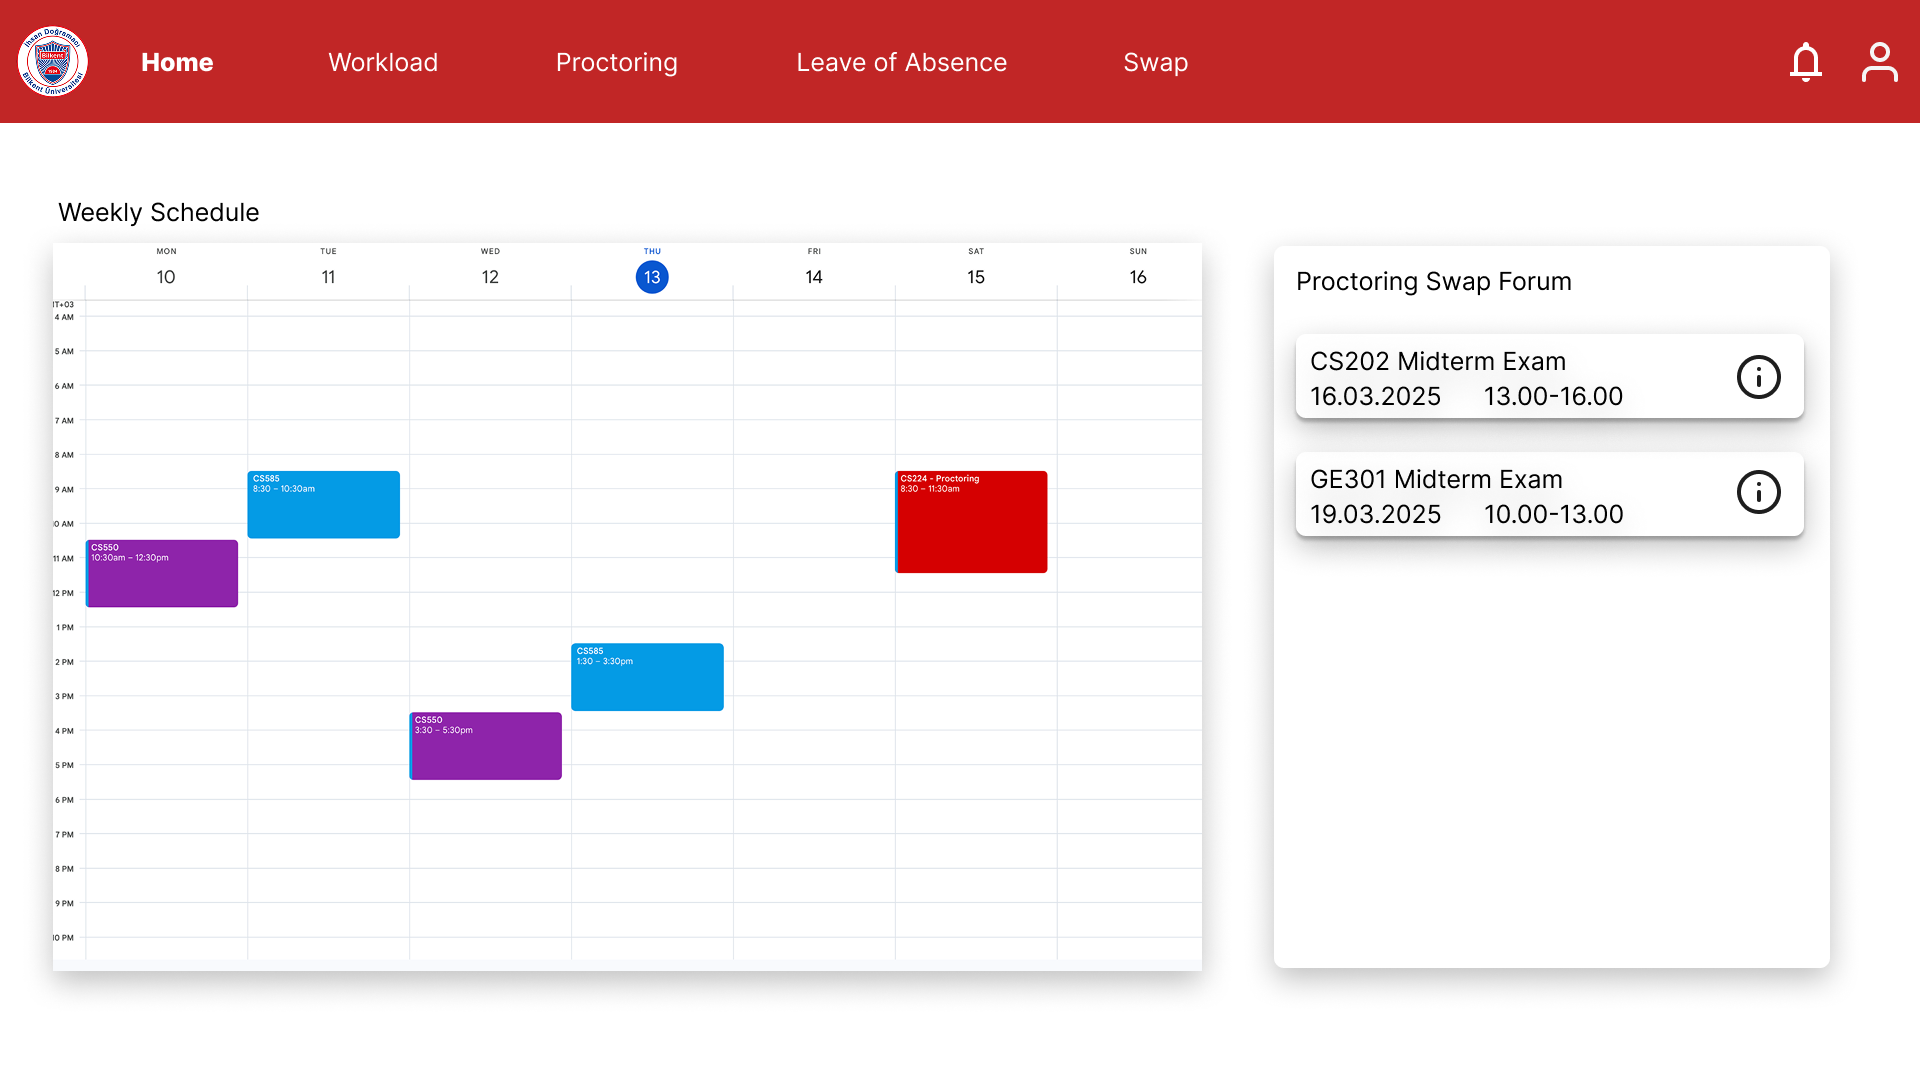 İhsan Doğramacı
Bilkent
1984
Bilkent Üniversitesi
Home Workload Proctoring Leave of Absence Swap
Weekly Schedule
MON TUE WED THU FRI SAT SUN
10 11 12 13 14 15 16
T+03
4 AM
5 AM
6 AM
7 AM
8 AM
CS585
8:30 – 10:30am
CS224 - Proctoring
8:30 – 11:30am
9 AM
0 AM
CS550
10:30am – 12:30pm
11 AM
12 PM
1 PM
CS585
1:30 – 3:30pm
2 PM
3 PM
CS550
3:30 – 5:30pm
4 PM
5 PM
6 PM
7 PM
8 PM
9 PM
10 PM
Proctoring Swap Forum
CS202 Midterm Exam
16.03.2025 13.00-16.00
GE301 Midterm Exam
19.03.2025 10.00-13.00